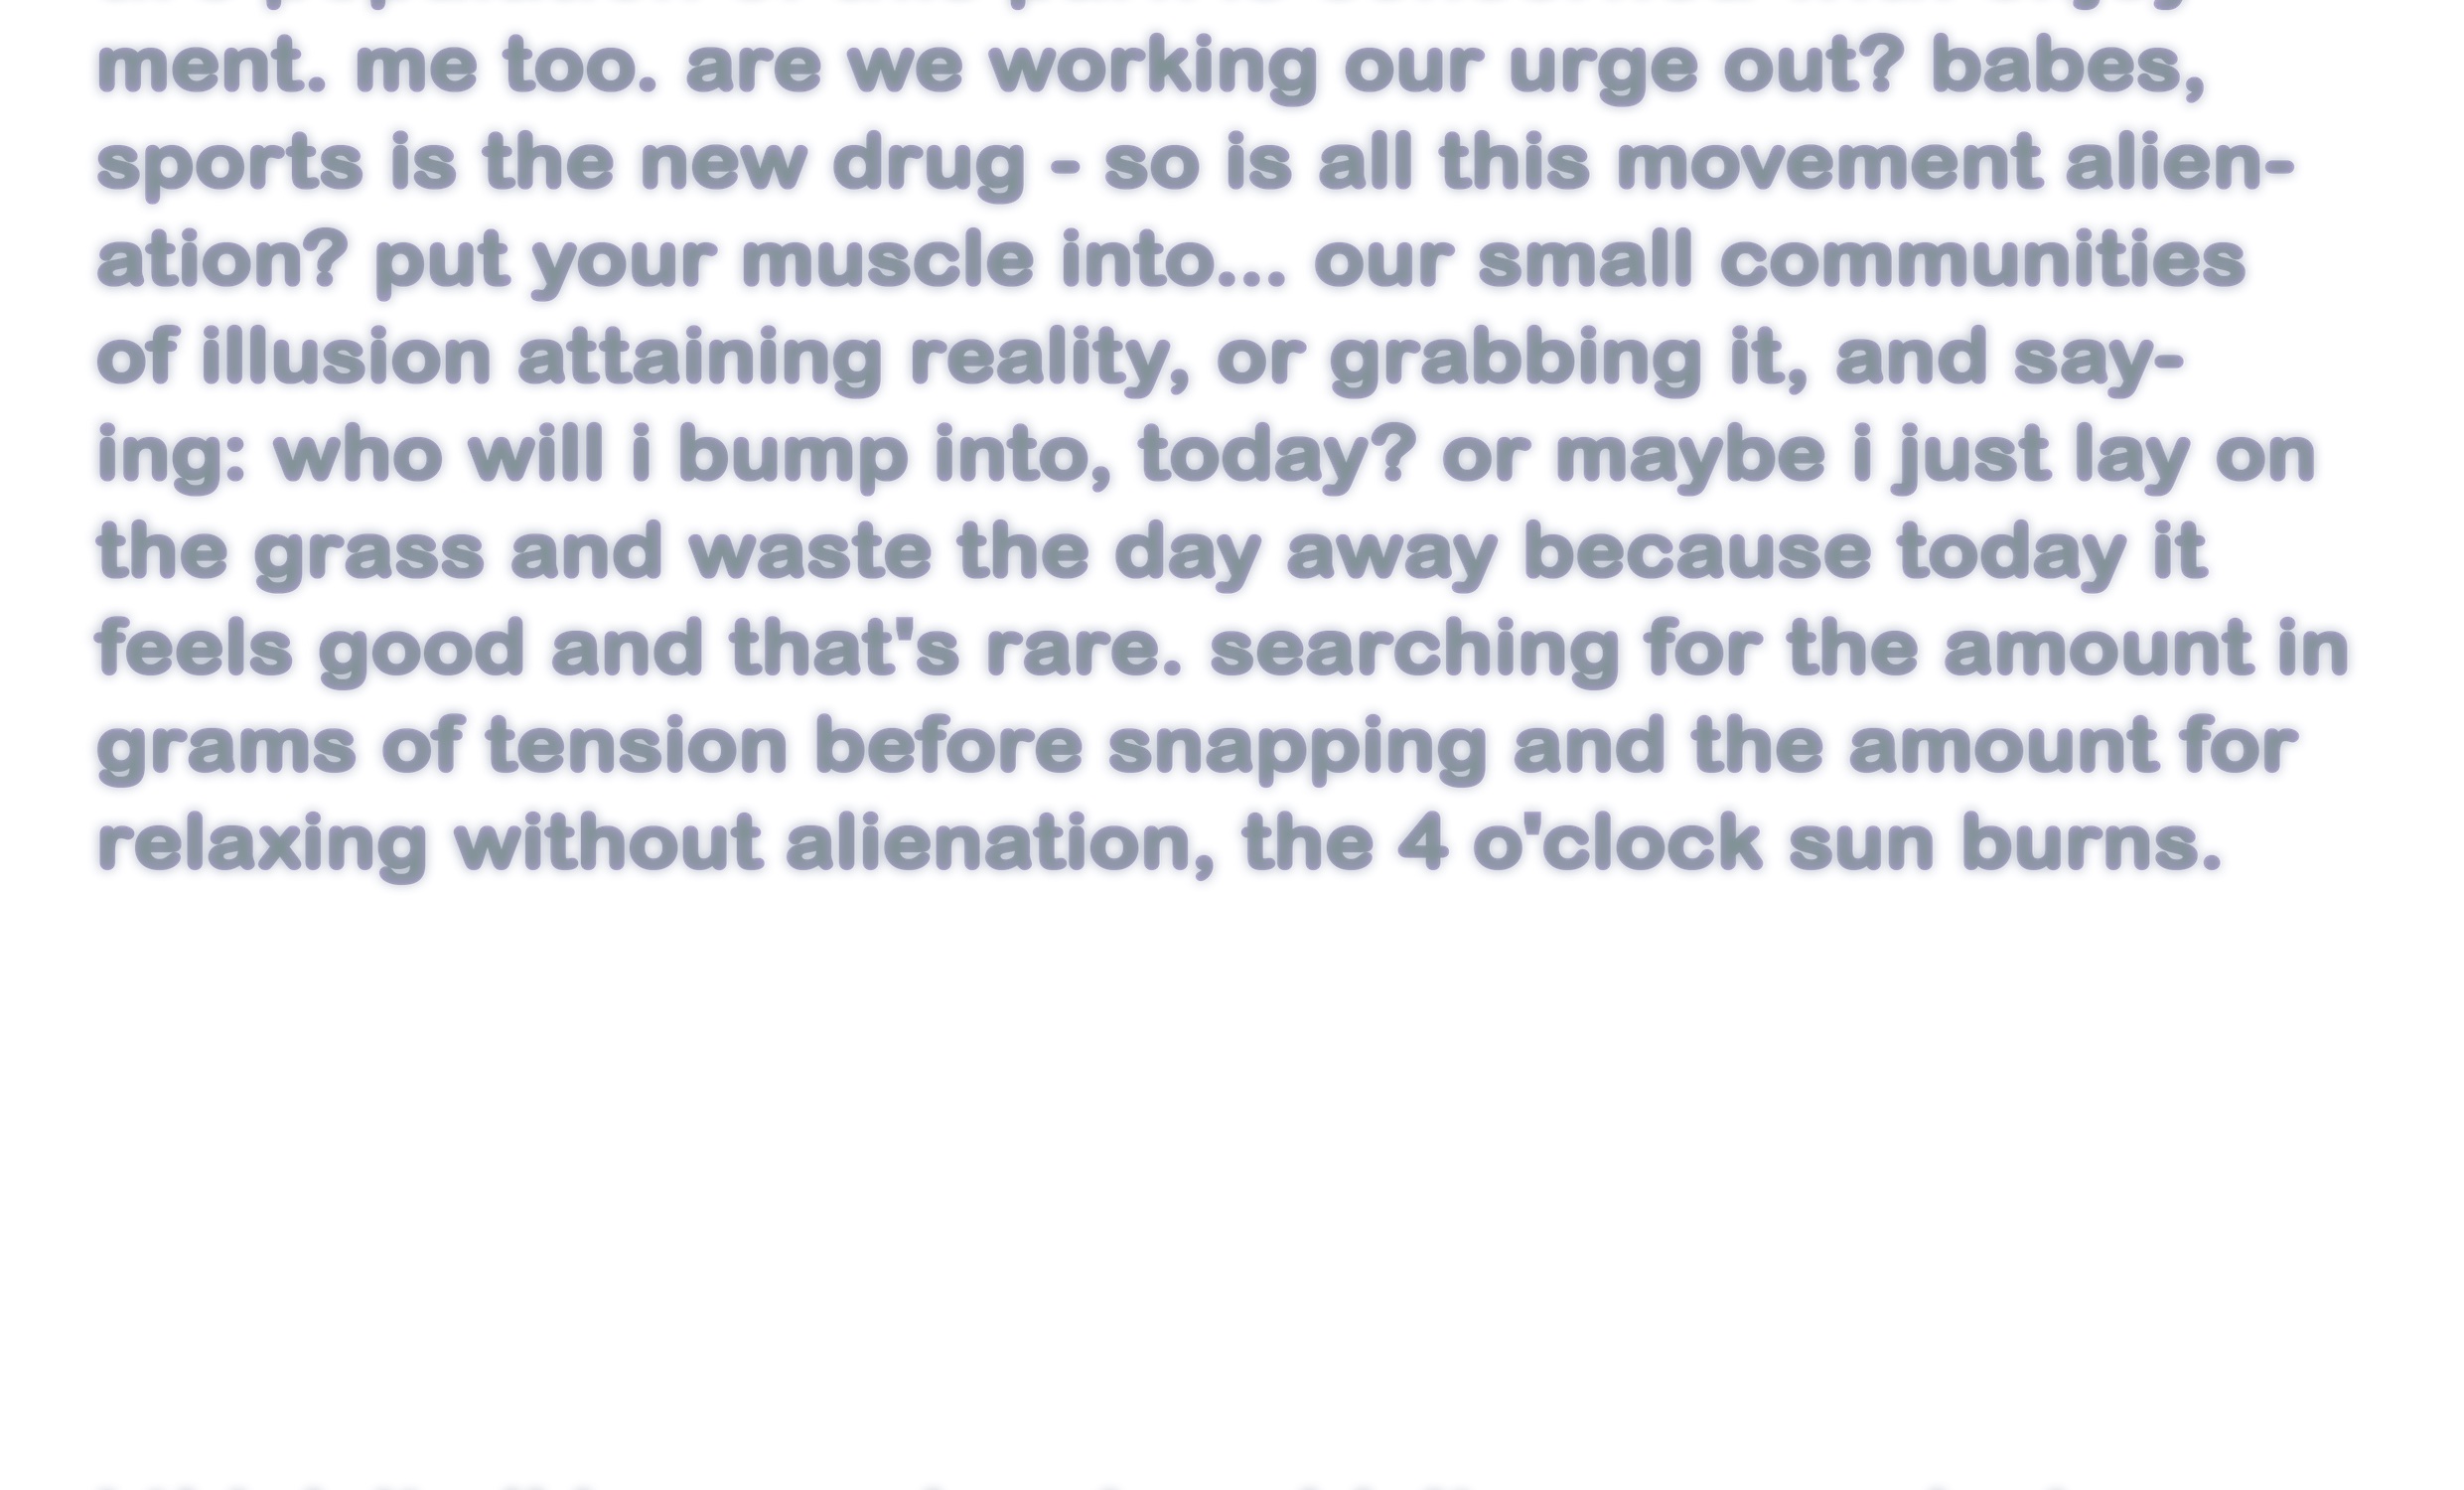 ment. me too. are we working our urge out? babes,
sports is the new drug - so is all this movement alien-
ation? put your muscle into... our small communities
of illusion attaining reality, or grabbing it, and say-
ing: who will i bump into, today? or maybe i just lay on
the grass and waste the day away because today it
feels good and that's rare. searching for the amount in
grams of tension before snapping and the amount for
relaxing without alienation, the 4 o'clock sun burns.